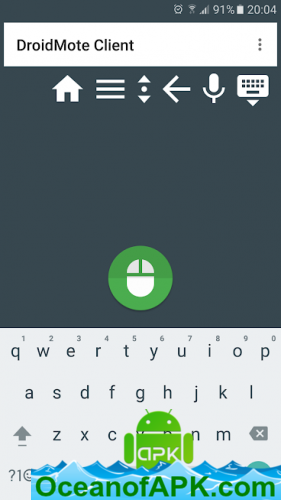 91% 20:04
DroidMote Client
1 2 3 4 5 6 7 8 9 0
q w e r t y u i o p
a s d f g h j k l
z x c v n m
?1☺
APK
OceanofAPK.com